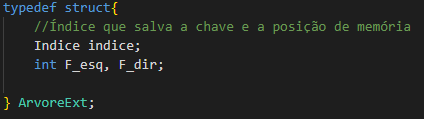 typedef struct{
//Índice que salva a chave e a posição de memória
Indice indice;
int F_esq, F_dir;
} ArvoreExt;